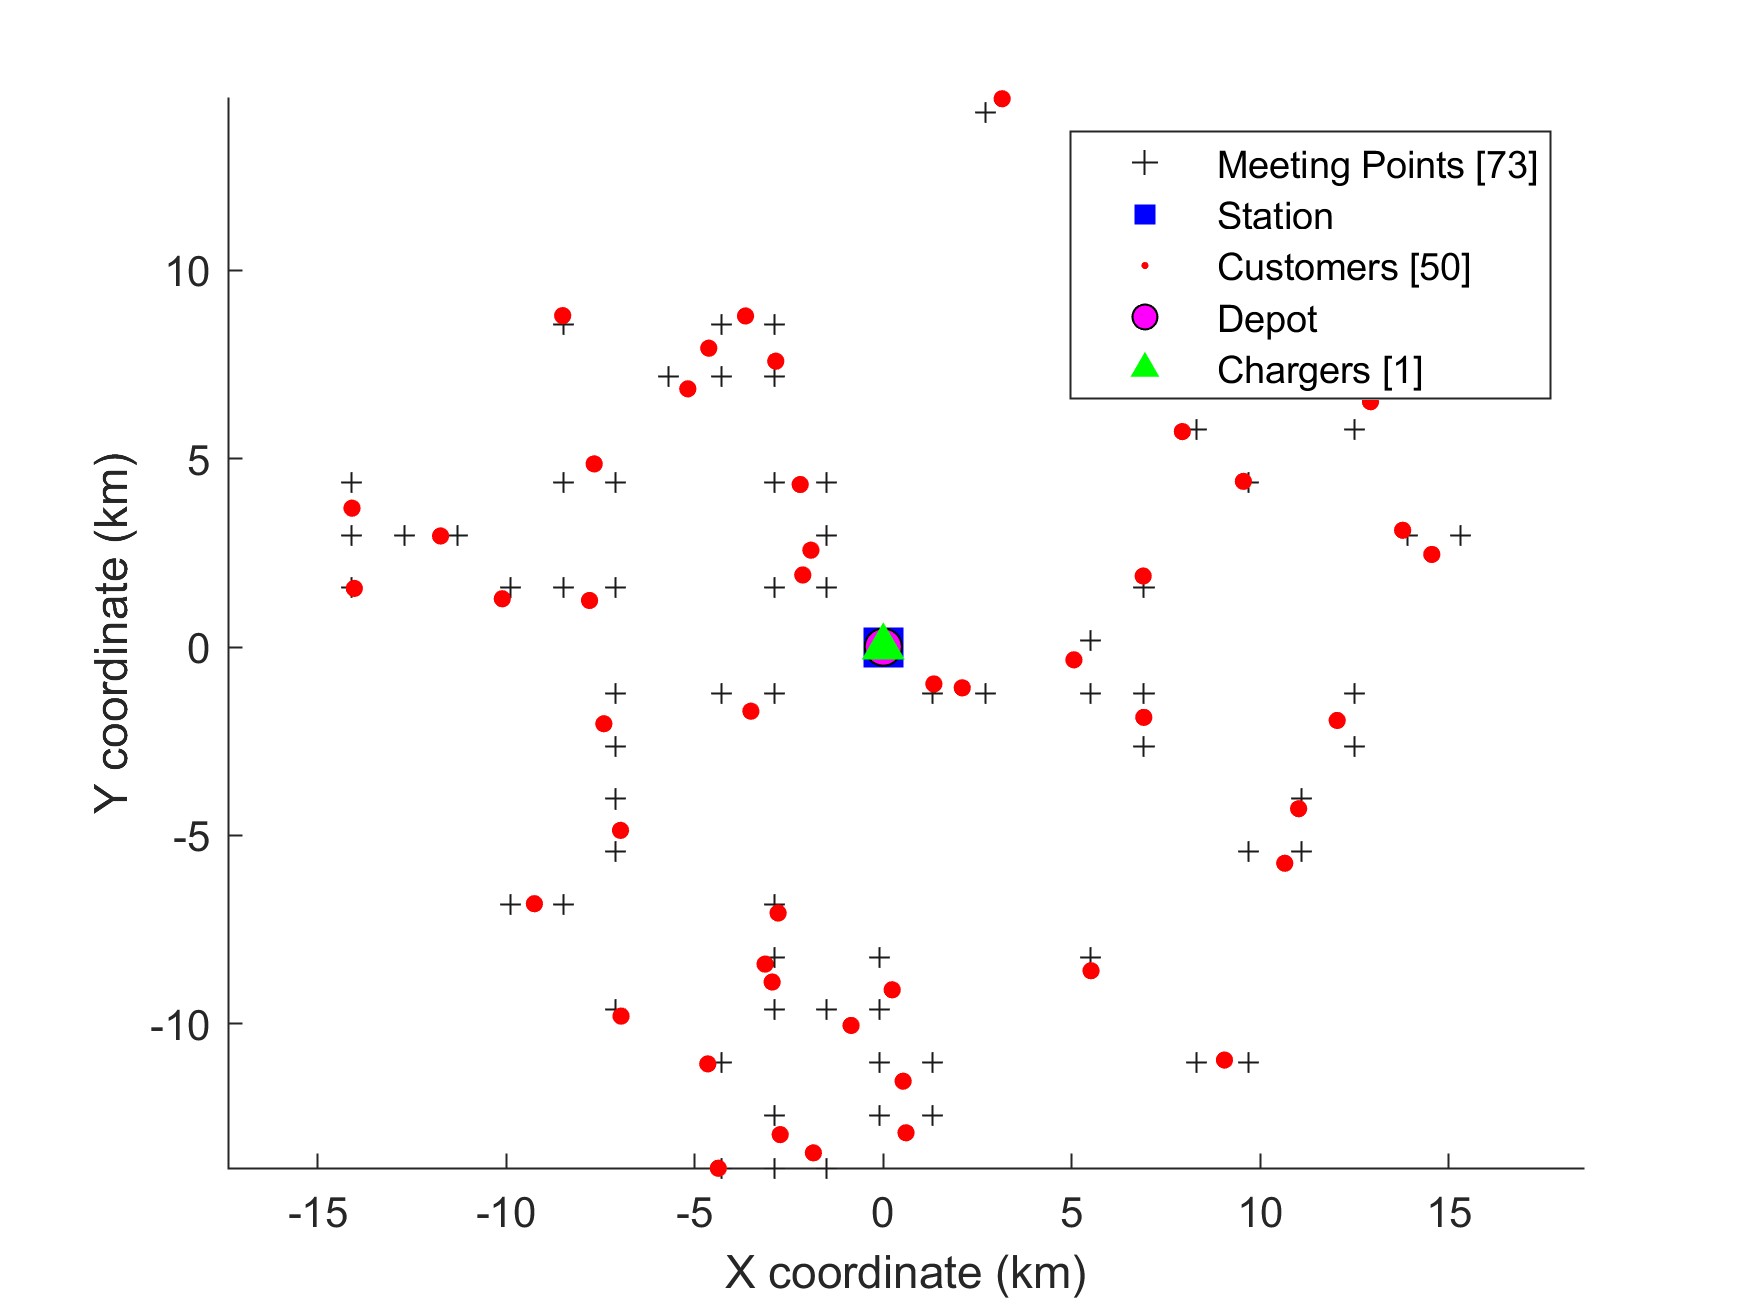 Meeting Points [73]
Station
Customers [50]
Depot
Chargers [1]
10
5
0
-5
-10
Y coordinate (km)
-15
-10
-5
0
5
10
15
X coordinate (km)